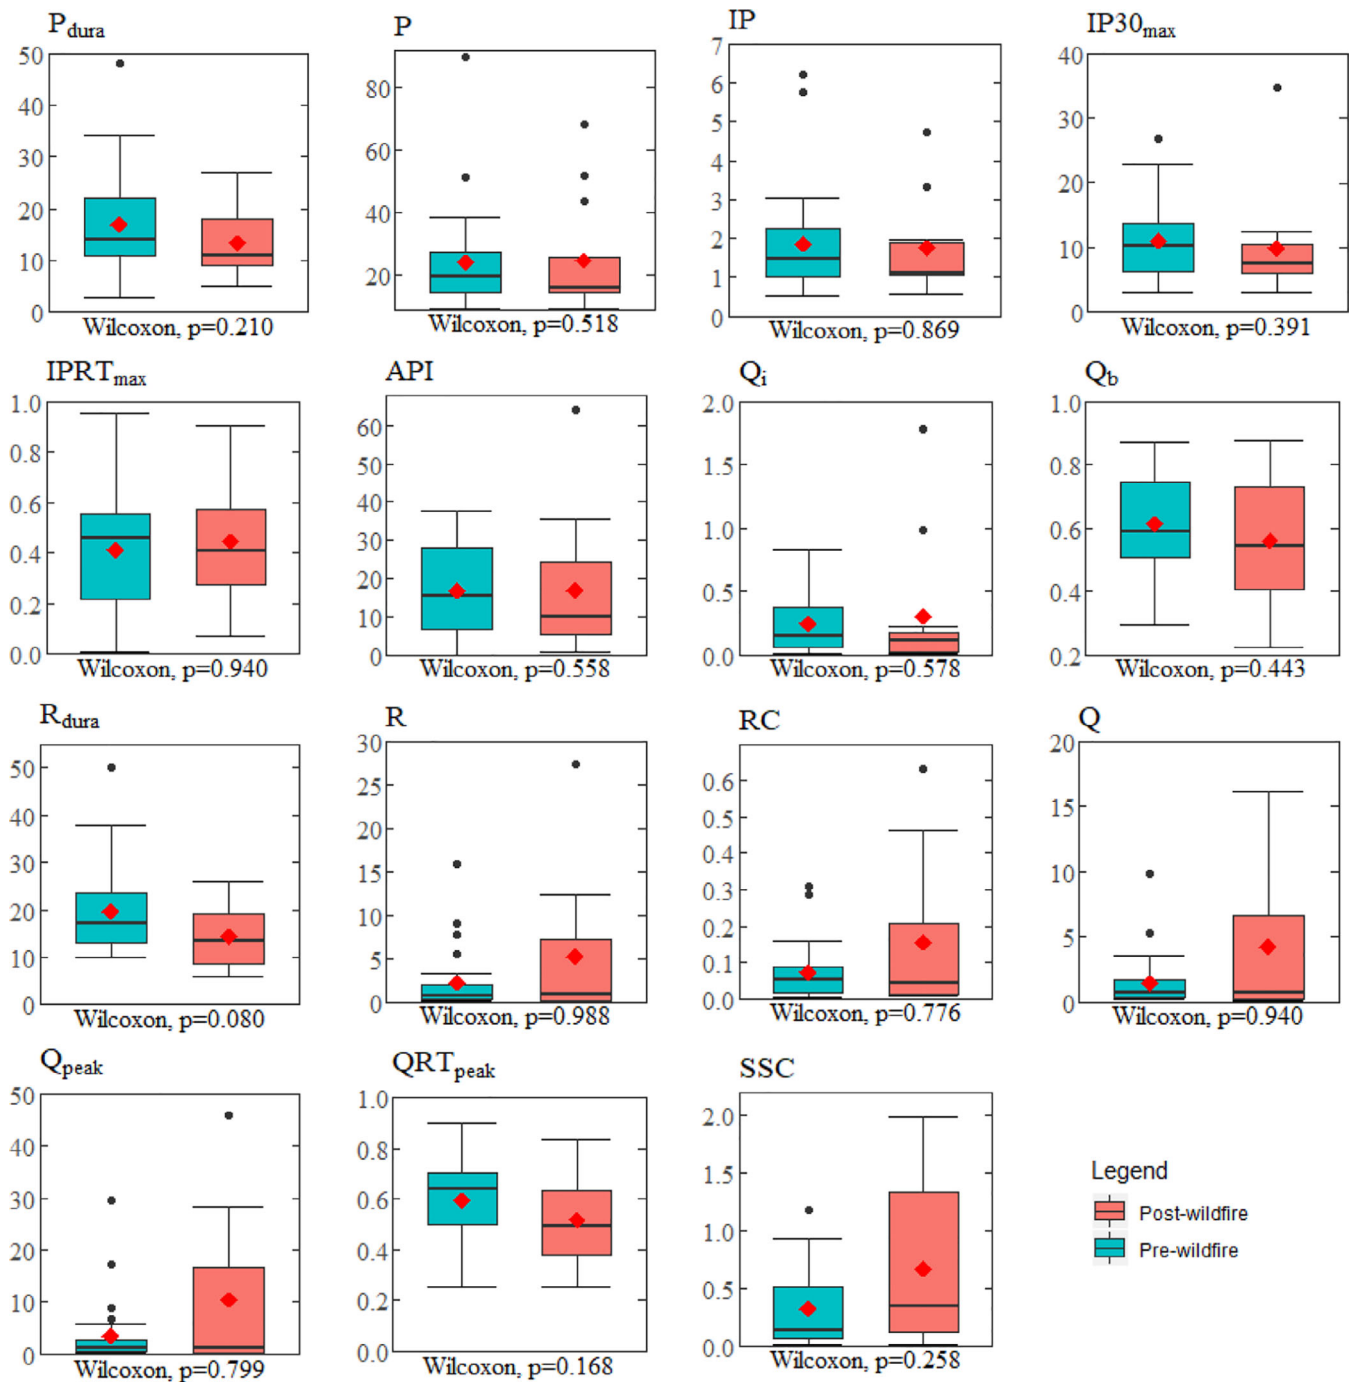 P_dura P IP IP30_max
50 40 30 20 10 0
80 60 40 20
7 6 5 4 3 2 1 0
40 30 20 10 0
Wilcoxon, p=0.210 Wilcoxon, p=0.518 Wilcoxon, p=0.869 Wilcoxon, p=0.391
IPRT_max API Q_i Q_b
1.0 0.8 0.6 0.4 0.2 0.0
60 50 40 30 20 10 0
2.0 1.5 1.0 0.5 0.0
1.0 0.8 0.6 0.4 0.2
Wilcoxon, p=0.940 Wilcoxon, p=0.558 Wilcoxon, p=0.578 Wilcoxon, p=0.443
R_dura R RC Q
50 40 30 20 10 0
30 25 20 15 10 5 0
0.6 0.5 0.4 0.3 0.2 0.1 0.0
20 15 10 5 0
Wilcoxon, p=0.080 Wilcoxon, p=0.988 Wilcoxon, p=0.776 Wilcoxon, p=0.940
Q_peak QRT_peak SSC
50 40 30 20 10 0
1.0 0.8 0.6 0.4 0.2 0.0
2.0 1.5 1.0 0.5 0.0
Wilcoxon, p=0.799 Wilcoxon, p=0.168 Wilcoxon, p=0.258
Legend
Post-wildfire
Pre-wildfire